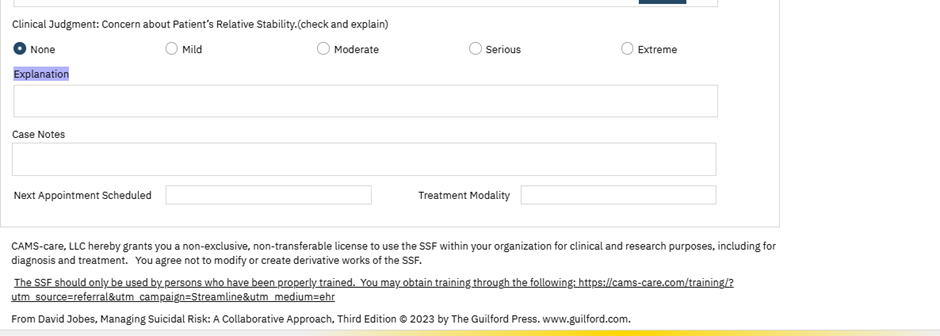 Clinical Judgment: Concern about Patient's Relative Stability.(check and explain)
None Mild Moderate Serious Extreme
Explanation
Case Notes
Next Appointment Scheduled Treatment Modality
CAMS-care, LLC hereby grants you a non-exclusive, non-transferable license to use the SSF within your organization for clinical and research purposes, including for
diagnosis and treatment. You agree not to modify or create derivative works of the SSF.
The SSF should only be used by persons who have been properly trained. You may obtain training through the following: https://cams-care.com/training/?
utm_source=referral&utm_campaign=Streamline&utm_medium=ehr
From David Jobes, Managing Suicidal Risk: A Collaborative Approach, Third Edition © 2023 by The Guilford Press. www.guilford.com.